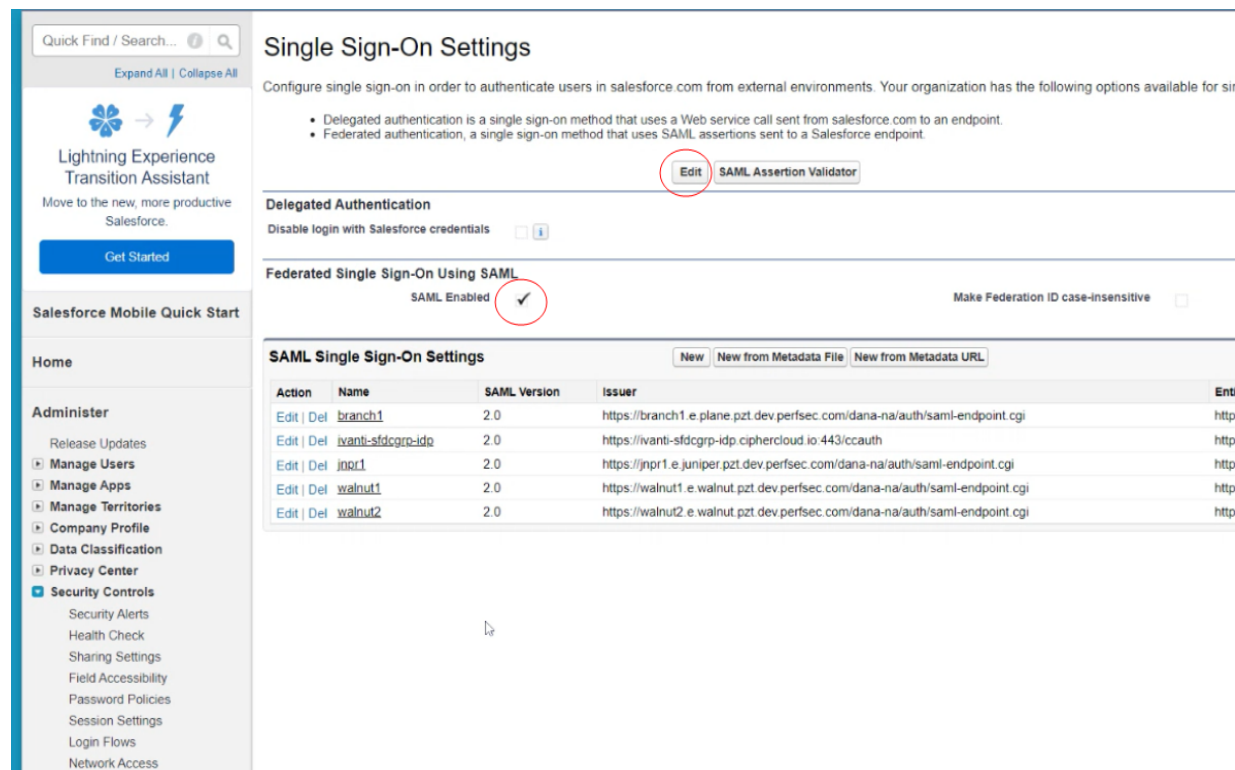 Quick Find / Search...
Expand All | Collapse All
Lightning Experience
Transition Assistant
Move to the new, more productive
Salesforce.
Get Started
Salesforce Mobile Quick Start
Home
Administer
Release Updates
Manage Users
Manage Apps
Manage Territories
Company Profile
Data Classification
Privacy Center
Security Controls
Security Alerts
Health Check
Sharing Settings
Field Accessibility
Password Policies
Session Settings
Login Flows
Network Access
Single Sign-On Settings
Configure single sign-on in order to authenticate users in salesforce.com from external environments. Your organization has the following options available for sin
• Delegated authentication is a single sign-on method that uses a Web service call sent from salesforce.com to an endpoint.
• Federated authentication, a single sign-on method that uses SAML assertions sent to a Salesforce endpoint.
Edit SAML Assertion Validator
Delegated Authentication
Disable login with Salesforce credentials i
Federated Single Sign-On Using SAML
SAML Enabled ✓ Make Federation ID case-insensitive
SAML Single Sign-On Settings New New from Metadata File New from Metadata URL
Action Name SAML Version Issuer Enti
Edit | Del branch1 2.0 https://branch1.e.plane.pzt.dev.perfsec.com/dana-na/auth/saml-endpoint.cgi http
Edit | Del ivanti-sfdcgrp-idp 2.0 https://ivanti-sfdcgrp-idp.ciphercloud.io:443/ccauth http
Edit | Del jnpr1 2.0 https://jnpr1.e.juniper.pzt.dev.perfsec.com/dana-na/auth/saml-endpoint.cgi http
Edit | Del walnut1 2.0 https://walnut1.e.walnut.pzt.dev.perfsec.com/dana-na/auth/saml-endpoint.cgi http
Edit | Del walnut2 2.0 https://walnut2.e.walnut.pzt.dev.perfsec.com/dana-na/auth/saml-endpoint.cgi http